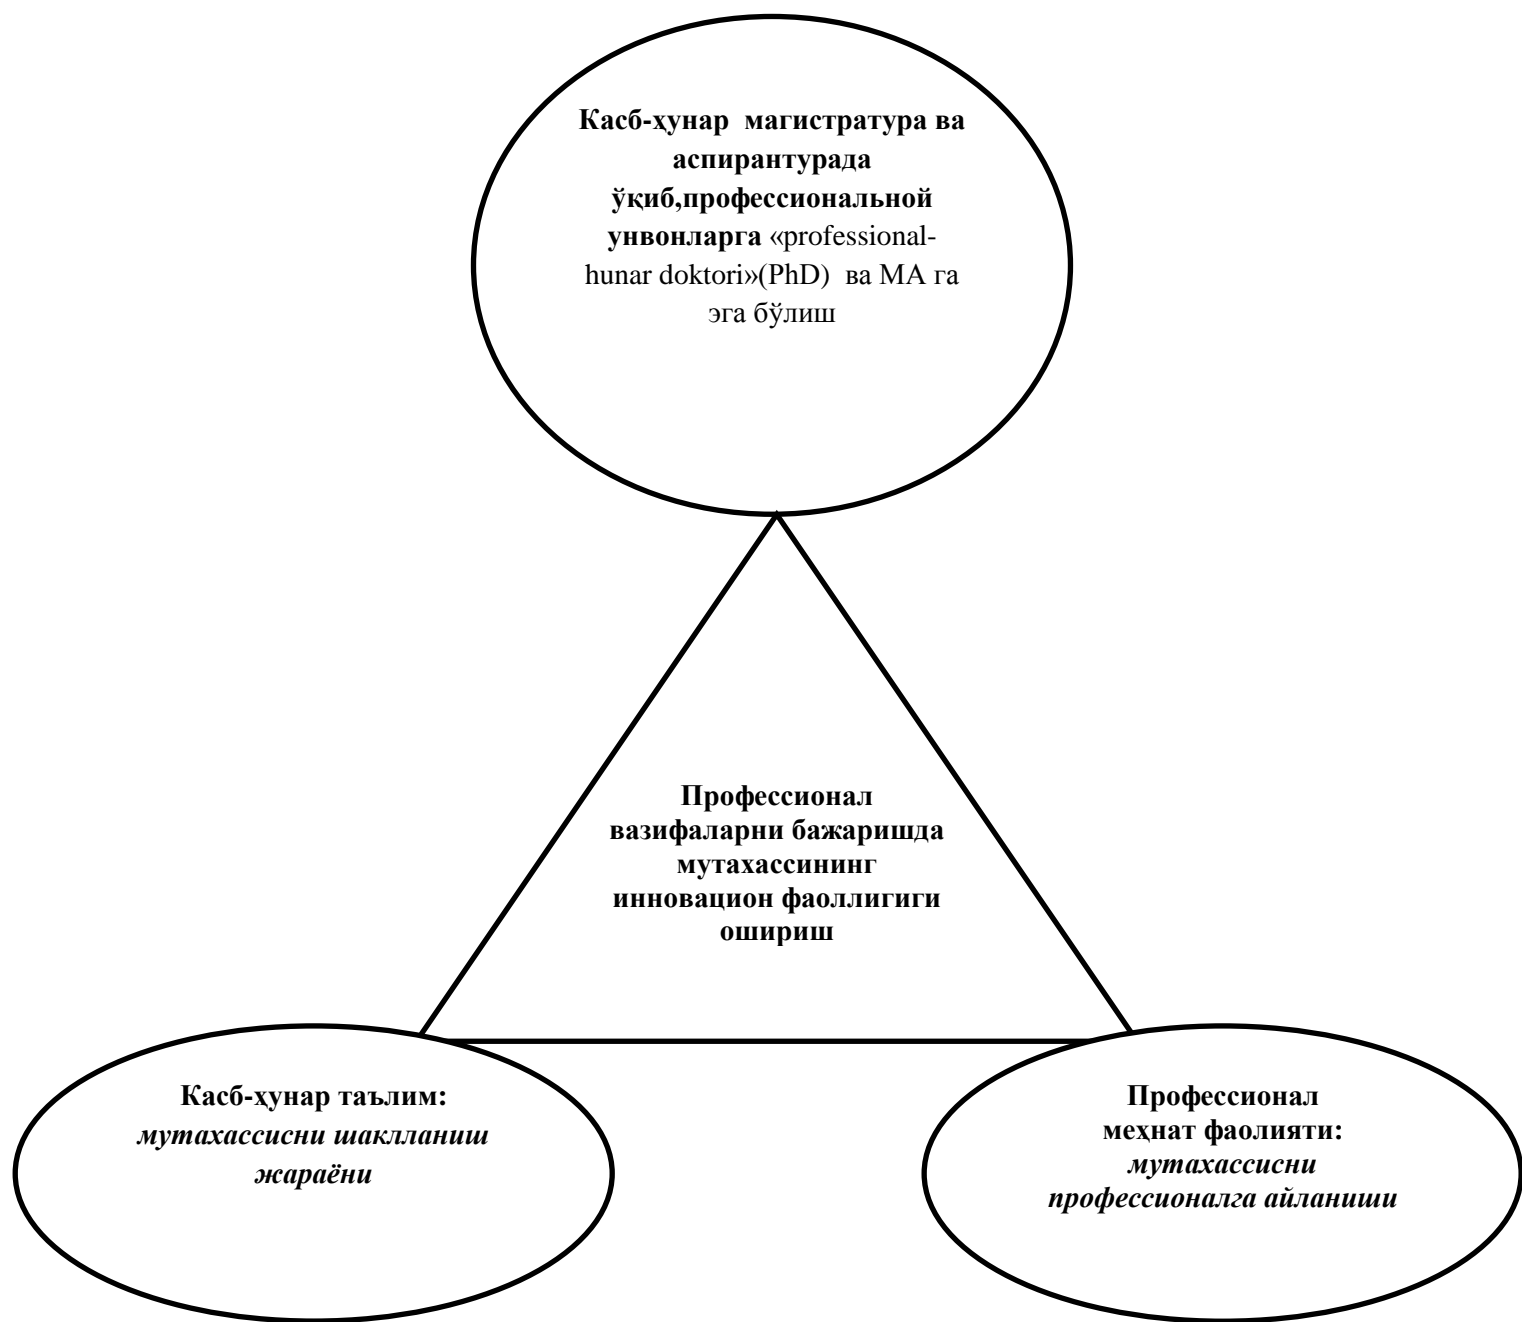 Касб-ҳунар магистратура ва
аспирантурада
ўқиб,профессиональной
унвонларга «professional-
hunar doktori»(PhD) ва МА га
эга бўлиш
Профессионал
вазифаларни бажаришда
мутахассининг
инновацион фаоллигиги
ошириш
Касб-ҳунар таълим:
мутахассисни шаклланиш
жараёни
Профессионал
меҳнат фаолияти:
мутахассисни
профессионалга айланиши